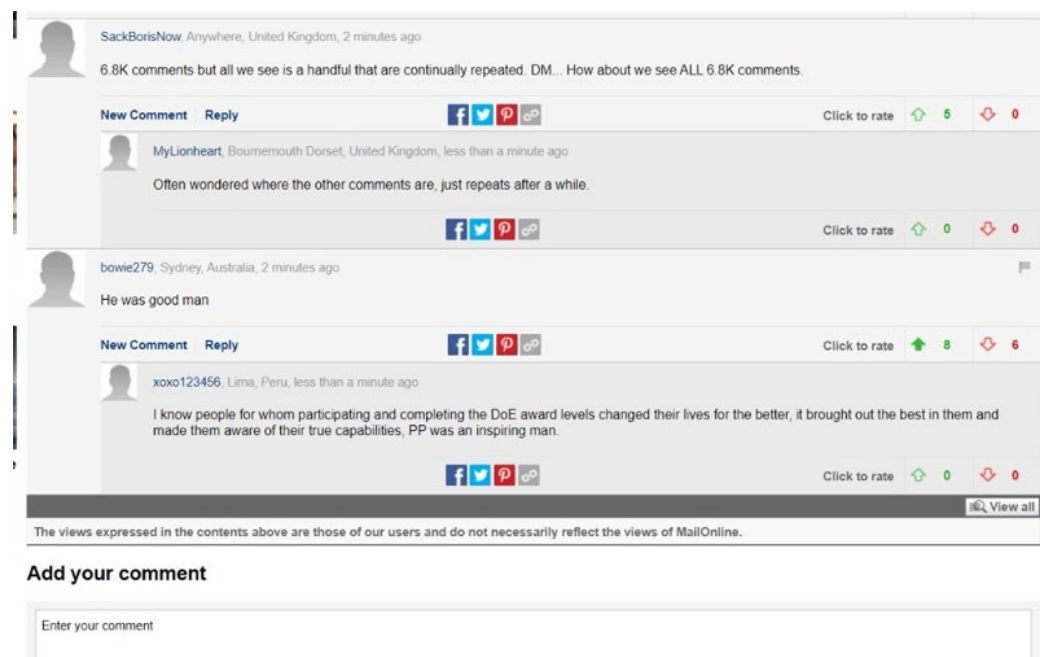 SackBorisNow, Anywhere, United Kingdom, 2 minutes ago
6.8K comments but all we see is a handful that are continually repeated. DM... How about we see ALL 6.8K comments.
New Comment Reply Click to rate 5 0
MyLionheart, Bournemouth Dorset, United Kingdom, less than a minute ago
Often wondered where the other comments are, just repeats after a while.
Click to rate 0 0
bowie279, Sydney, Australia, 2 minutes ago
He was good man
New Comment Reply Click to rate 8 6
xoxo123456, Lima, Peru, less than a minute ago
I know people for whom participating and completing the DoE award levels changed their lives for the better, it brought out the best in them and
made them aware of their true capabilities, PP was an inspiring man.
Click to rate 0 0
View all
The views expressed in the contents above are those of our users and do not necessarily reflect the views of MailOnline.
Add your comment
Enter your comment